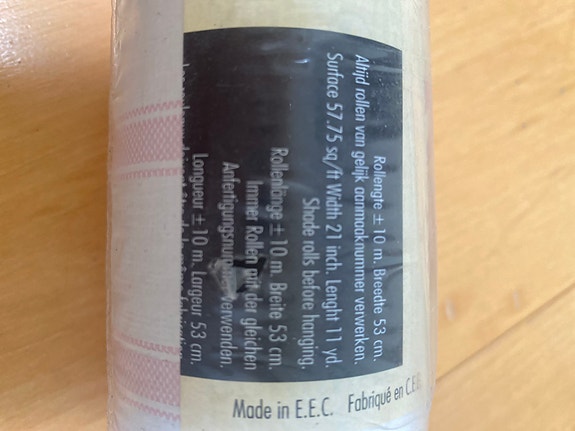 Rollengte ± 10 m. Breedte 53 cm.
Altijd rollen van gelijk aanmaaknummer verwerken.
Surface 57.75 sq/ft Width 21 inch. Lenght 11 yd.
Shade rolls before hanging.
Rollenlänge ± 10 m. Breite 53 cm.
Immer Rollen mit der gleichen
verwenden.
Longueur ± 10 m. Largeur 53 cm.
Made in E.E.C. Fabriqué en C.E.E.